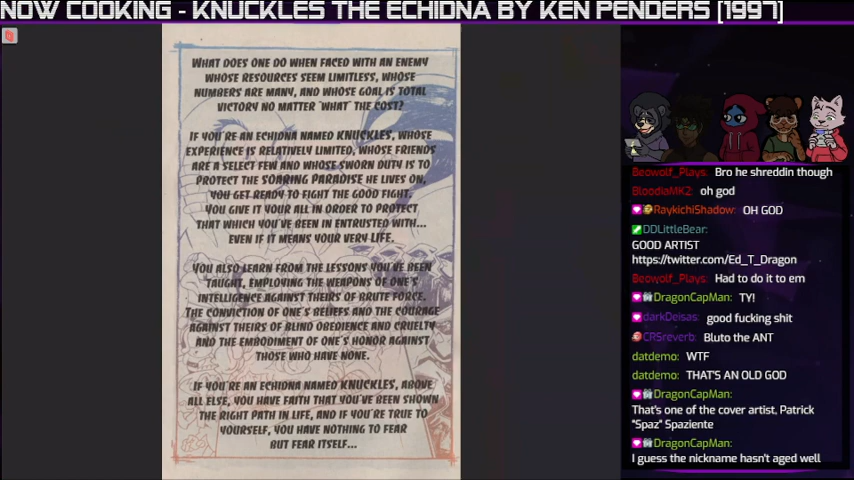 NOW COOKING - KNUCKLES THE ECHIDNA BY KEN PENDERS [1997]
WHAT DOES ONE DO WHEN FACED WITH AN ENEMY
WHOSE RESOURCES SEEM LIMITLESS, WHOSE
NUMBERS ARE MANY, AND WHOSE GOAL IS TOTAL
VICTORY NO MATTER "WHAT" THE COST?
IF YOU'RE AN ECHIDNA NAMED KNUCKLES, WHOSE
EXPERIENCE IS RELATIVELY LIMITED, WHOSE FRIENDS
ARE A SELECT FEW AND WHOSE SWORN DUTY IS TO
PROTECT THE SOARING PARADISE HE LIVES ON,
YOU GET READY TO FIGHT THE GOOD FIGHT.
YOU GIVE IT YOUR ALL IN ORDER TO PROTECT
THAT WHICH YOU'VE BEEN IN ENTRUSTED WITH...
EVEN IF IT MEANS YOUR VERY LIFE.
YOU ALSO LEARN FROM THE LESSONS YOU'VE BEEN
TAUGHT, EMPLOYING THE WEAPONS OF ONE'S
INTELLIGENCE AGAINST THEIRS OF BRUTE FORCE.
THE CONVICTION OF ONE'S BELIEFS AND THE COURAGE
AGAINST THEIRS OF BLIND OBEDIENCE AND CRUELTY
AND THE EMBODIMENT OF ONE'S HONOR AGAINST
THOSE WHO HAVE NONE.
IF YOU'RE AN ECHIDNA NAMED KNUCKLES, ABOVE
ALL ELSE, YOU HAVE FAITH THAT YOU'VE BEEN SHOWN
THE RIGHT PATH IN LIFE, AND IF YOU'RE TRUE TO
YOURSELF, YOU HAVE NOTHING TO FEAR
BUT FEAR ITSELF...
Beowolf_Plays: Bro he shreddin though
BloodiaMK2: oh god
RaykichiShadow: OH GOD
DDLittleBear:
GOOD ARTIST
https://twitter.com/Ed_T_Dragon
Beowolf_Plays: Had to do it to em
DragonCapMan: TY!
darkDeisas: good fucking shit
CRSreverb: Bluto the ANT
datdemo: WTF
datdemo: THAT'S AN OLD GOD
DragonCapMan:
That's one of the cover artist, Patrick
"Spaz" Spaziente
DragonCapMan:
I guess the nickname hasn't aged well